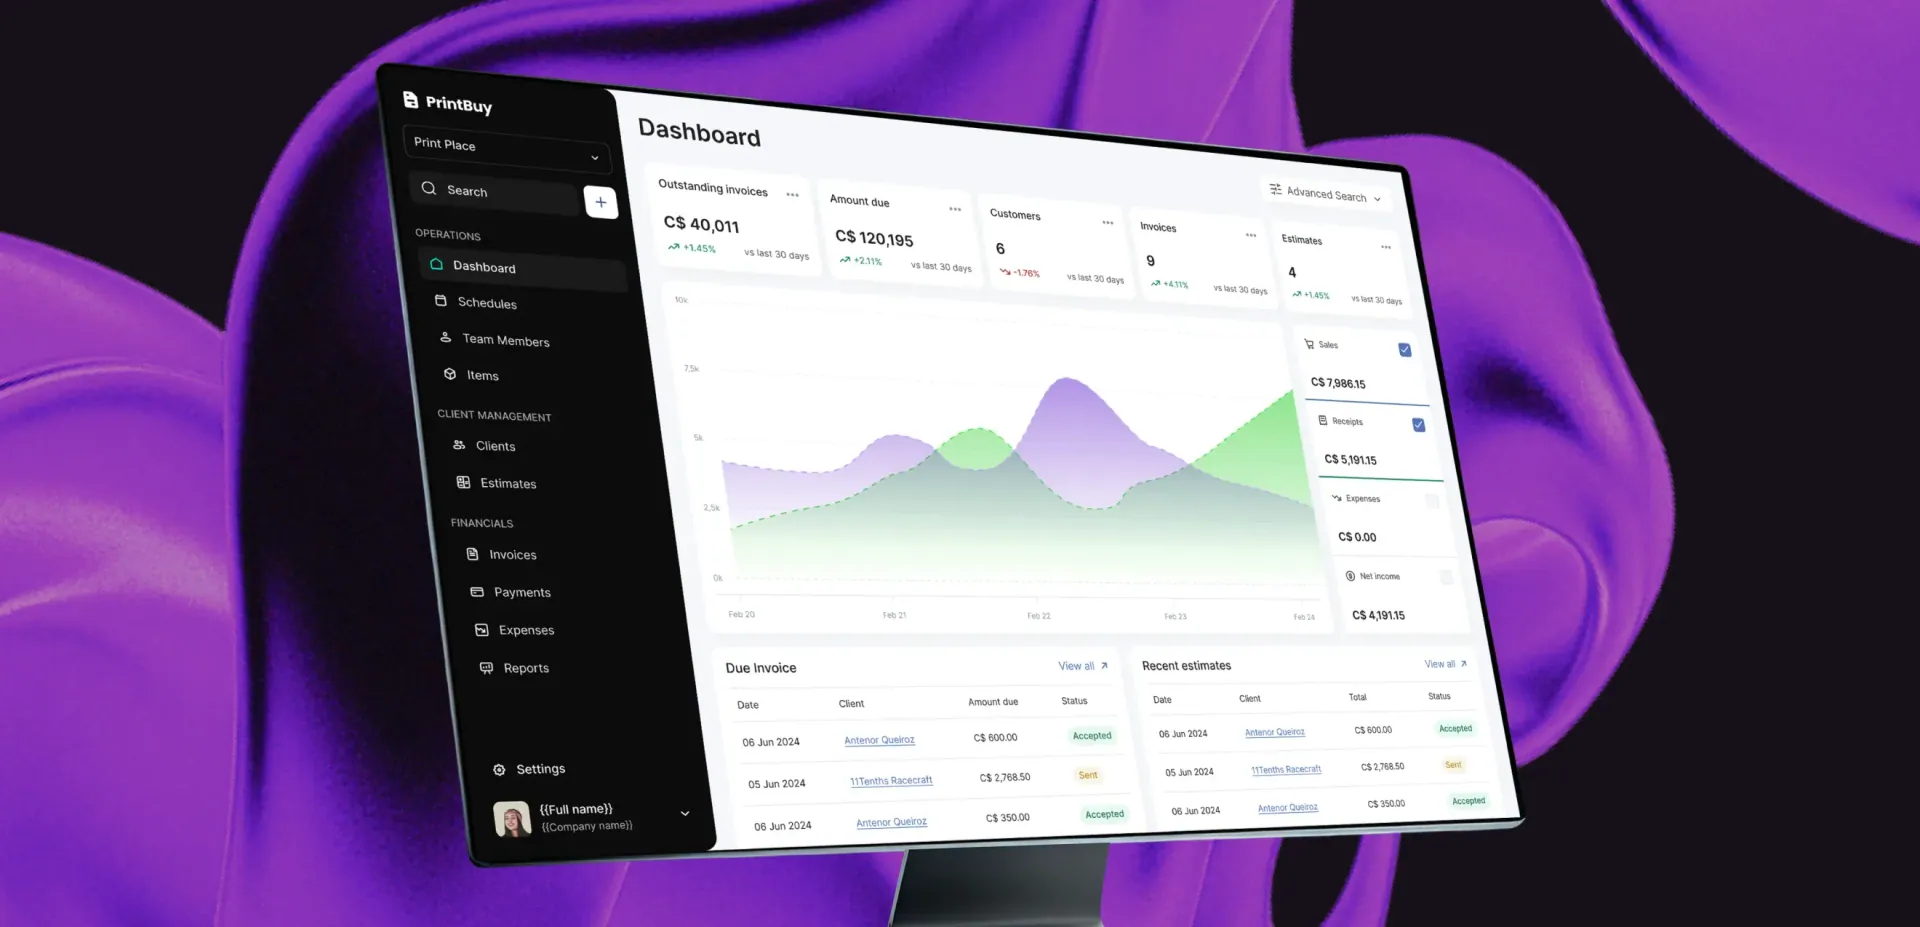 PrintBuy
Print Place
Search
OPERATIONS
Dashboard
Schedules
Team Members
Items
CLIENT MANAGEMENT
Clients
Estimates
FINANCIALS
Invoices
Payments
Expenses
Reports
Settings
{{Full name}}
{{Company name}}
Dashboard
Advanced Search
Outstanding invoices
C$ 40,011
+1.45% vs last 30 days
Amount due
C$ 120,195
+2.11% vs last 30 days
Customers
6
-1.76% vs last 30 days
Invoices
9
+4.11% vs last 30 days
Estimates
4
+1.45% vs last 30 days
10k
7,5k
5k
2,5k
0k
Feb 20 Feb 21 Feb 22 Feb 23 Feb 24
Sales
C$ 7,986.15
Receipts
C$ 5,191.15
Expenses
C$ 0.00
Net income
C$ 4,191.15
Due Invoice View all
Date Client Amount due Status
06 Jun 2024 Antenor Queiroz C$ 600.00 Accepted
05 Jun 2024 11Tenths Racecraft C$ 2,768.50 Sent
06 Jun 2024 Antenor Queiroz C$ 350.00 Accepted
Recent estimates View all
Date Client Total Status
06 Jun 2024 Antenor Queiroz C$ 600.00 Accepted
05 Jun 2024 11Tenths Racecraft C$ 2,768.50 Sent
06 Jun 2024 Antenor Queiroz C$ 350.00 Accepted